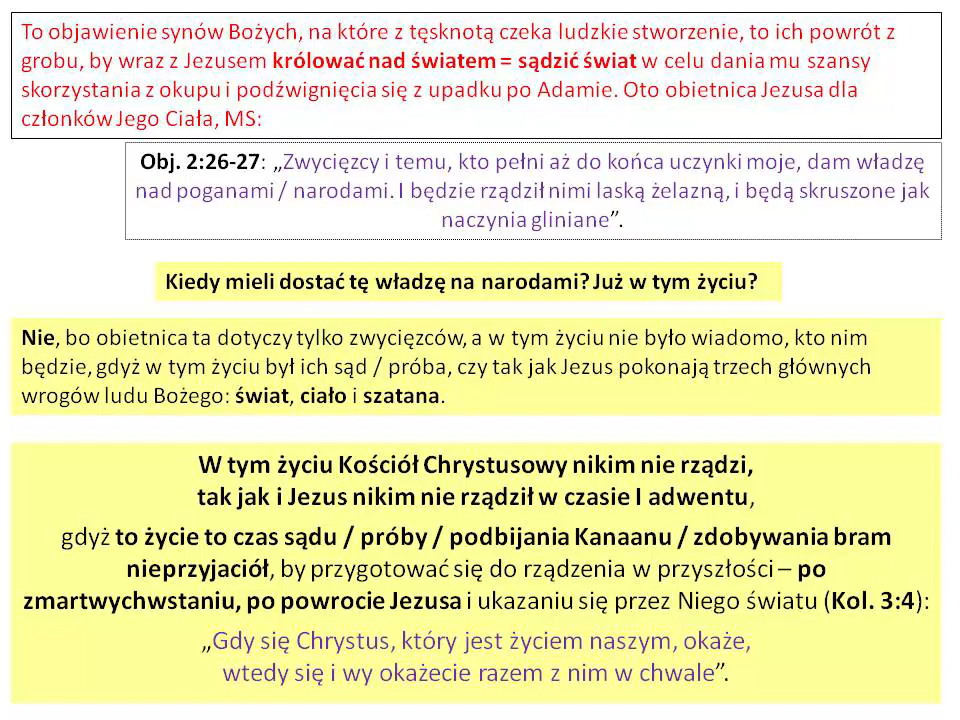 To objawienie synów Bożych, na które z tęsknotą czeka ludzkie stworzenie, to ich powrót z
grobu, by wraz z Jezusem królować nad światem = sądzić świat w celu dania mu szansy
skorzystania z okupu i podźwignięcia się z upadku po Adamie. Oto obietnica Jezusa dla
członków Jego Ciała, MS:
Obj. 2:26-27: „Zwycięzcy i temu, kto pełni aż do końca uczynki moje, dam władzę
nad poganami / narodami. I będzie rządził nimi laską żelazną, i będą skruszone jak
naczynia gliniane”.
Kiedy mieli dostać tę władzę na narodami? Już w tym życiu?
Nie, bo obietnica ta dotyczy tylko zwycięzców, a w tym życiu nie było wiadomo, kto nim
będzie, gdyż w tym życiu był ich sąd / próba, czy tak jak Jezus pokonają trzech głównych
wrogów ludu Bożego: świat, ciało i szatana.
W tym życiu Kościół Chrystusowy nikim nie rządzi,
tak jak i Jezus nikim nie rządził w czasie I adwentu,
gdyż to życie to czas sądu / próby / podbijania Kanaanu / zdobywania bram
nieprzyjaciół, by przygotować się do rządzenia w przyszłości – po
zmartwychwstaniu, po powrocie Jezusa i ukazaniu się przez Niego światu (Kol. 3:4):
„Gdy się Chrystus, który jest życiem naszym, okaże,
wtedy się i wy okażecie razem z nim w chwale”.